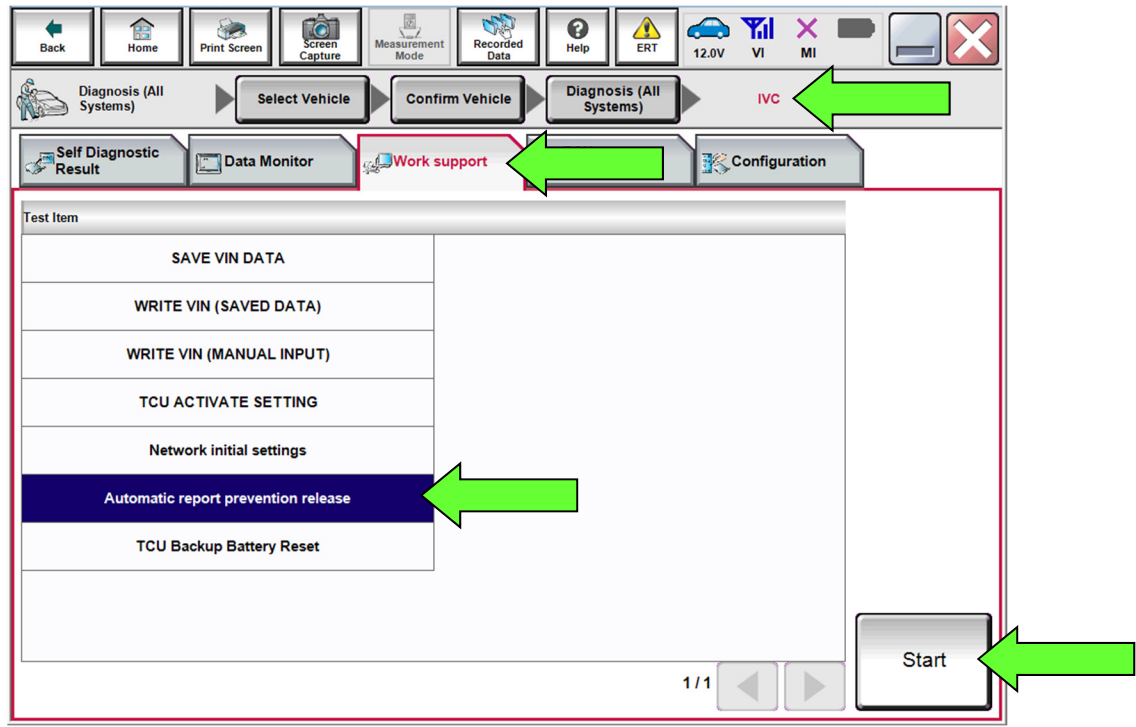 Back
Home
Print Screen
Screen
Capture
Measurement
Mode
Recorded
Data
Help
ERT
12.0V
VI
MI
Diagnosis (All
Systems)
Select Vehicle
Confirm Vehicle
Diagnosis (All
Systems)
IVC
Self Diagnostic
Result
Data Monitor
Work support
Configuration
Test Item
SAVE VIN DATA
WRITE VIN (SAVED DATA)
WRITE VIN (MANUAL INPUT)
TCU ACTIVATE SETTING
Network initial settings
Automatic report prevention release
TCU Backup Battery Reset
Start
1/1